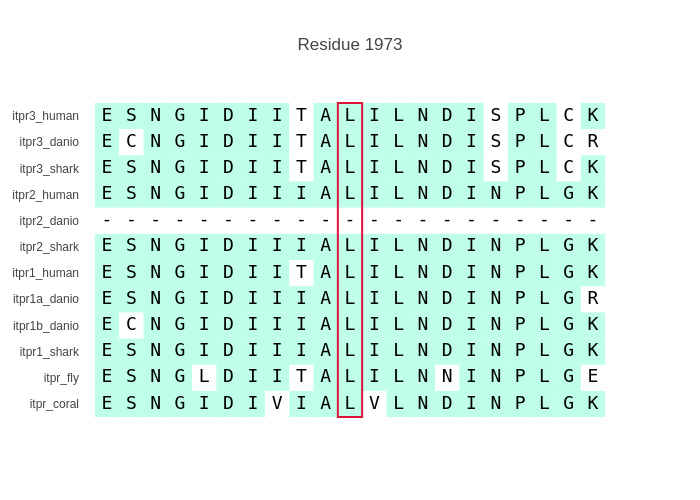 Residue 1973
itpr3_human E S N G I D I I T A L I L N D I S P L C K
itpr3_danio E C N G I D I I T A L I L N D I S P L C R
itpr3_shark E S N G I D I I T A L I L N D I S P L C K
itpr2_human E S N G I D I I I A L I L N D I N P L G K
itpr2_danio - - - - - - - - - - - - - - - - - - - - -
itpr2_shark E S N G I D I I I A L I L N D I N P L G K
itpr1_human E S N G I D I I T A L I L N D I N P L G K
itpr1a_danio E S N G I D I I I A L I L N D I N P L G R
itpr1b_danio E C N G I D I I I A L I L N D I N P L G K
itpr1_shark E S N G I D I I I A L I L N D I N P L G K
itpr_fly E S N G L D I I T A L I L N N I N P L G E
itpr_coral E S N G I D I V I A L V L N D I N P L G K